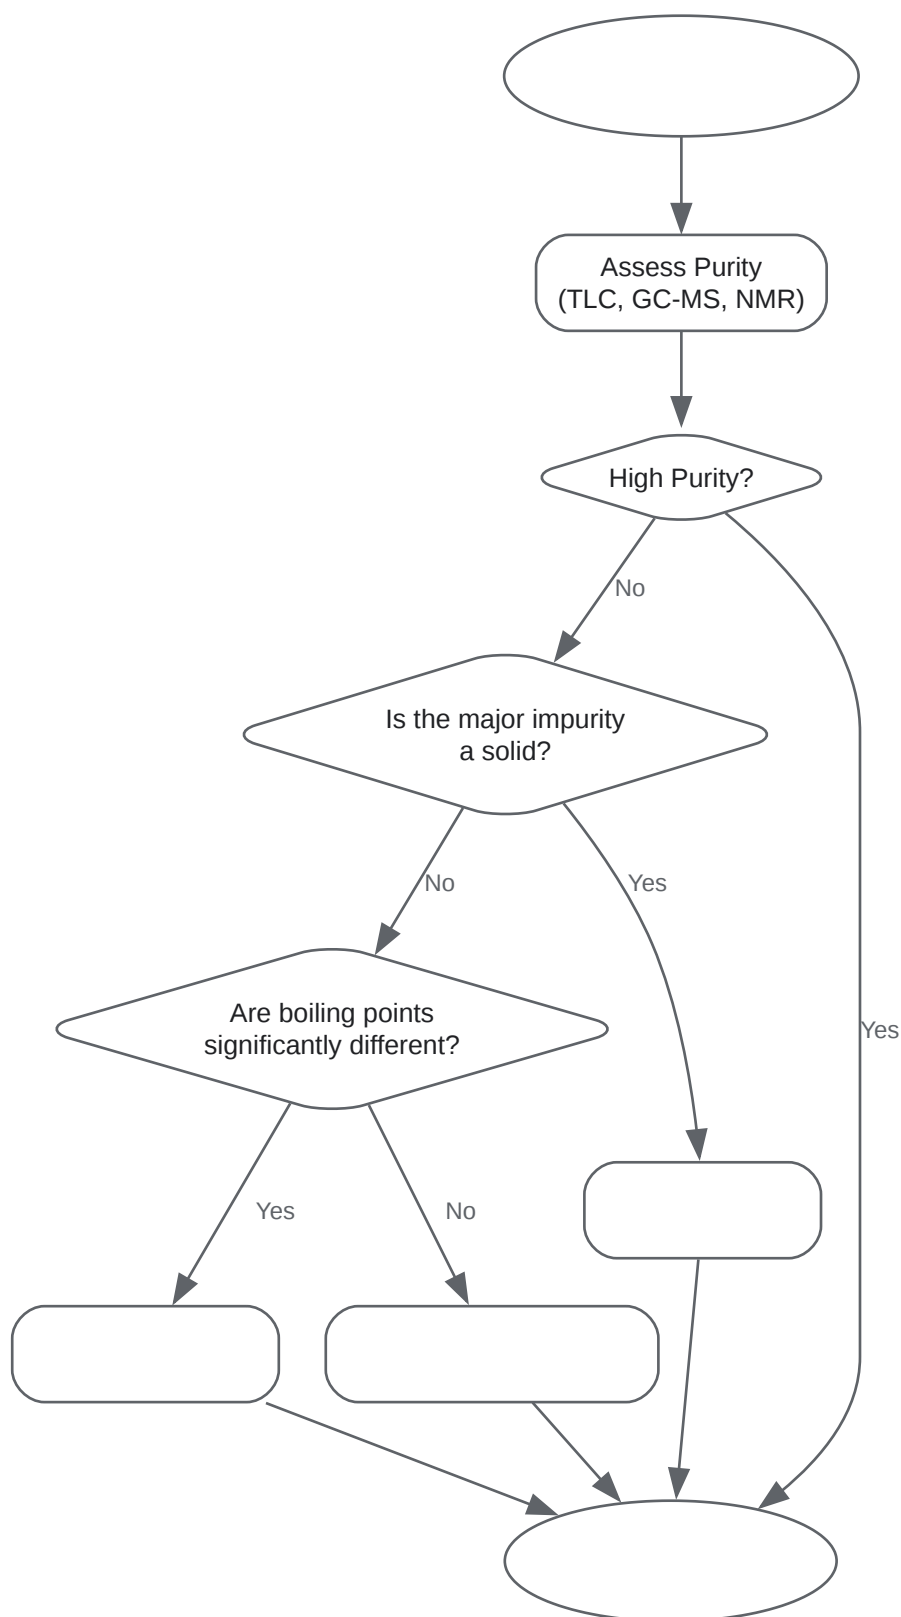 Assess Purity
(TLC, GC-MS, NMR)
High Purity?
No
Is the major impurity
a solid?
No
Yes
Are boiling points
significantly different?
Yes
Yes
No